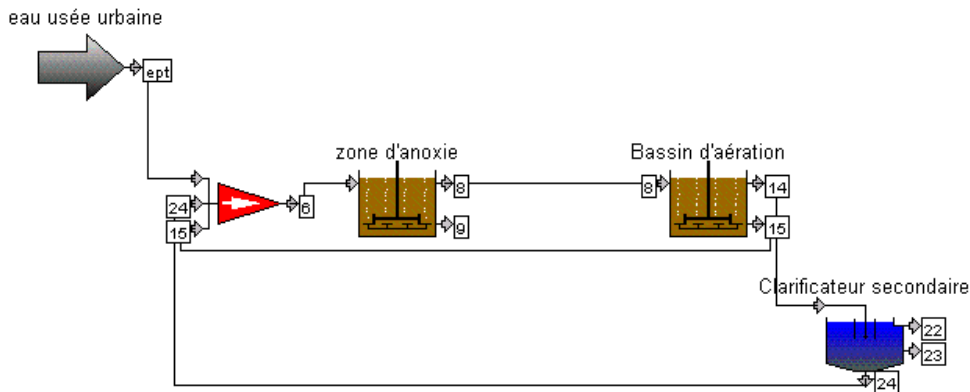 eau usée urbaine
ept
zone d'anoxie
Bassin d'aération
8
8
14
24
6
15
9
15
Clarificateur secondaire
22
23
24